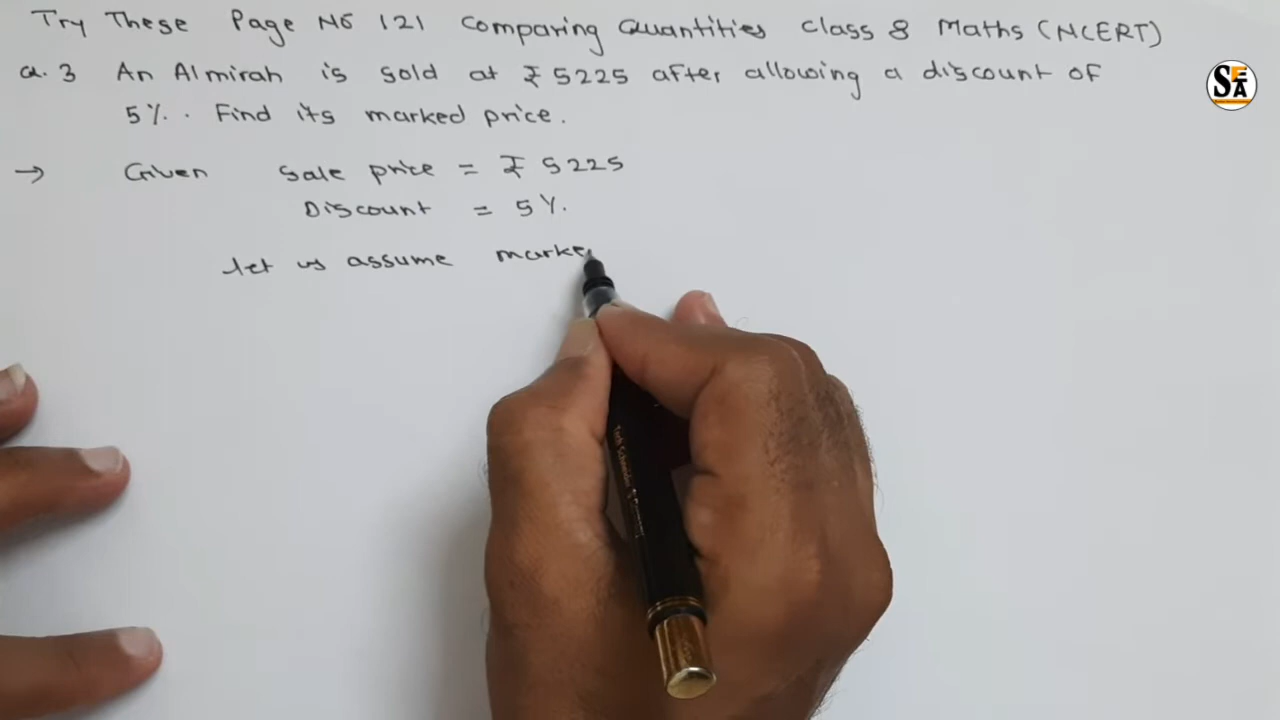 Try These Page No 121 Comparing Quantities Class 8 Maths (NCERT)
Q. 3 An Almirah is sold at ₹ 5225 after allowing a discount of
5%. Find its marked price.
→ Given Sale price = ₹ 5225
Discount = 5%.
let us assume marke
SFTA